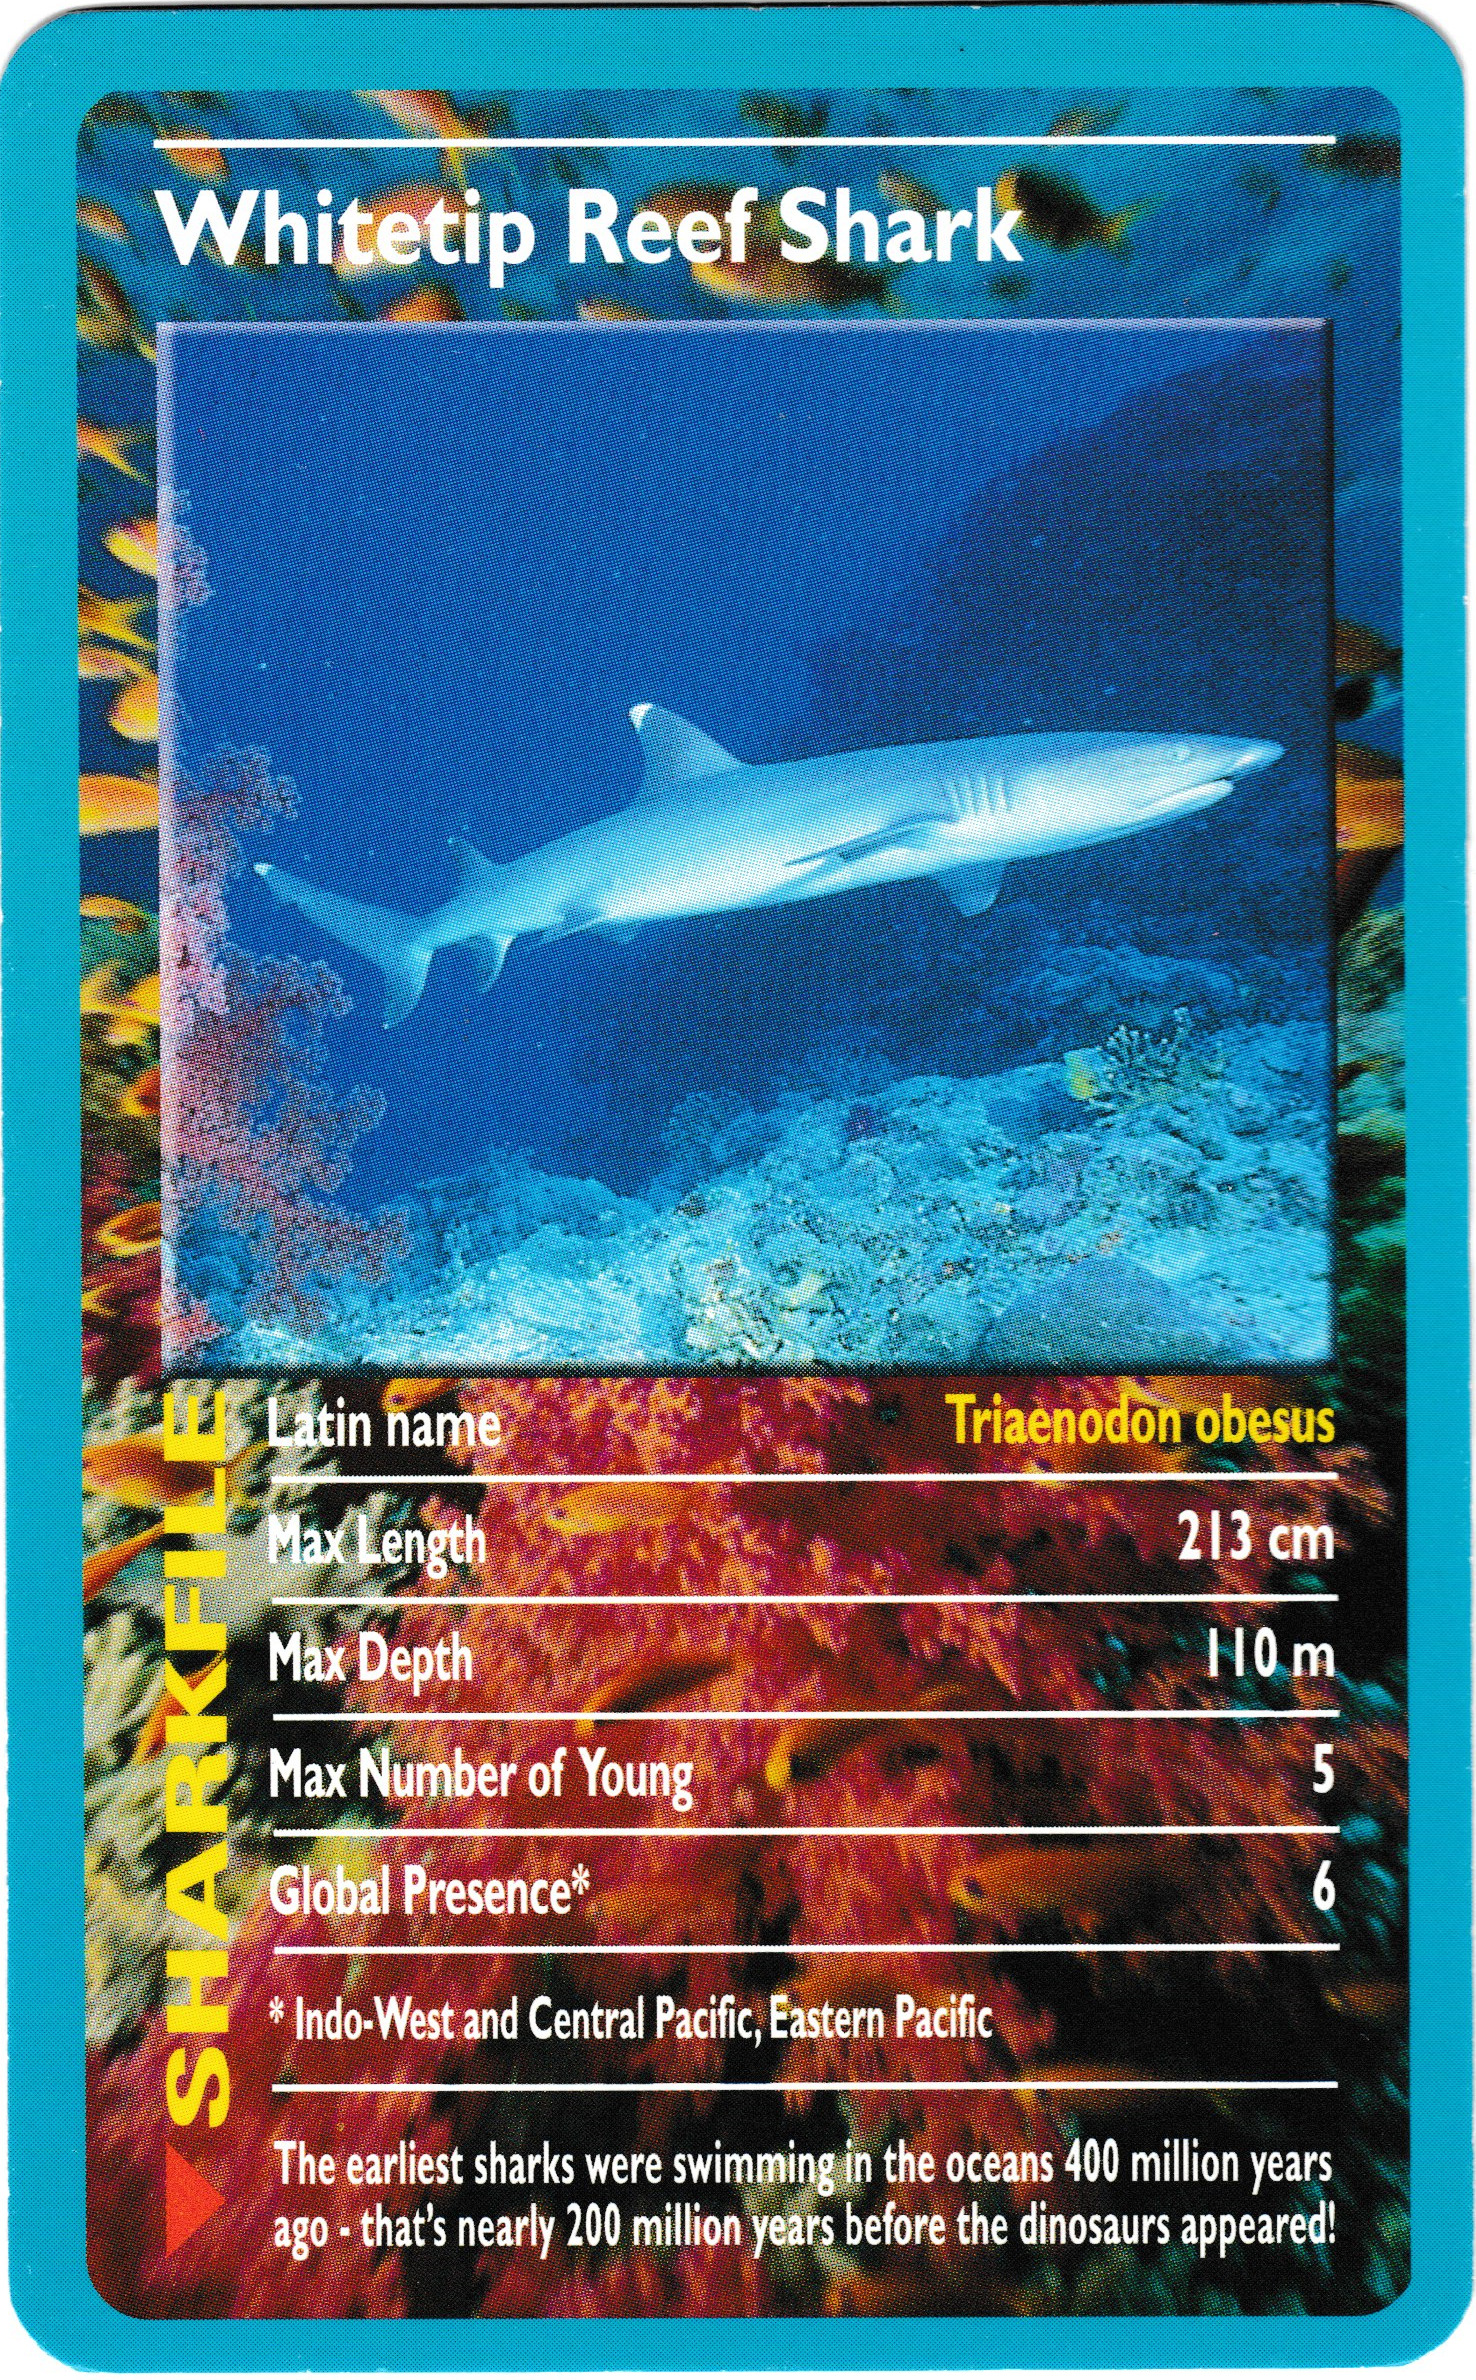 Whitetip Reef Shark
SHARKFILE
Latin name Triaenodon obesus
Max Length 213 cm
Max Depth 110 m
Max Number of Young 5
Global Presence* 6
* Indo-West and Central Pacific, Eastern Pacific
The earliest sharks were swimming in the oceans 400 million years
ago - that's nearly 200 million years before the dinosaurs appeared!